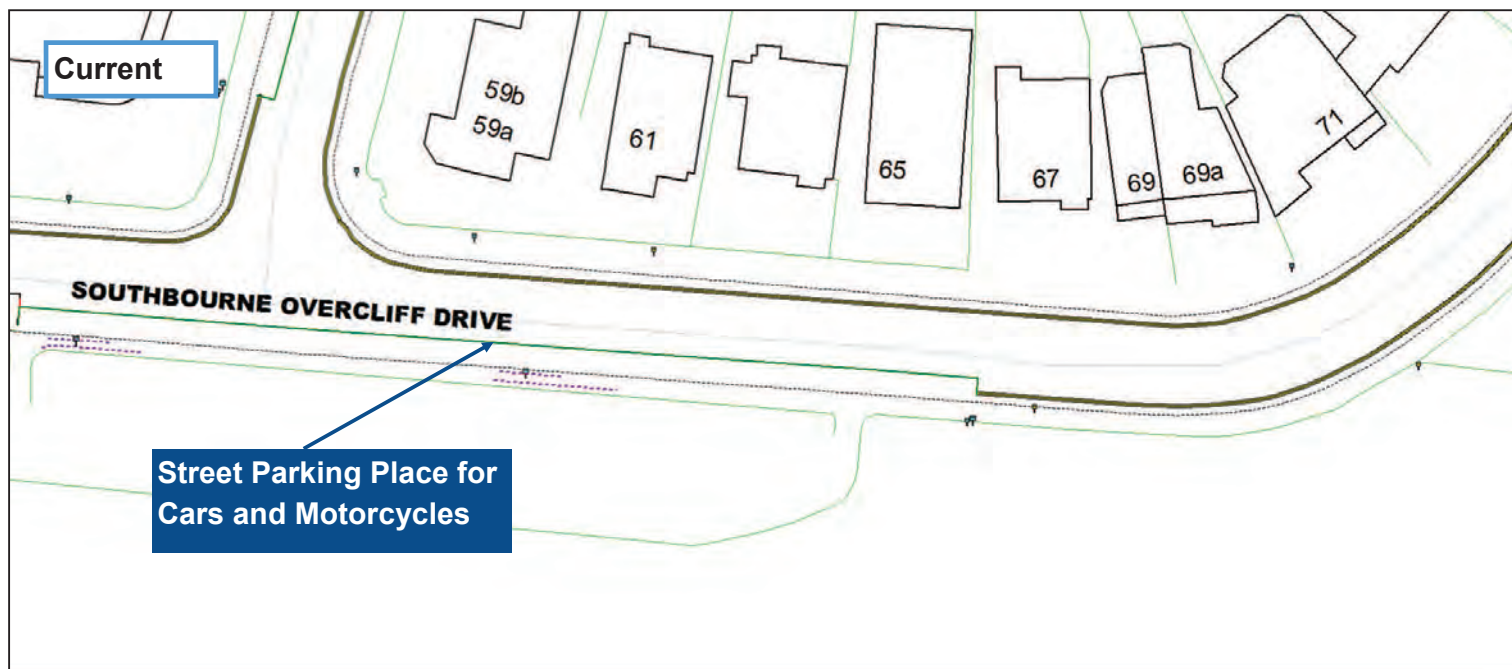 Current
59b
59a
61
65
67
69
69a
71
SOUTHBOURNE OVERCLIFF DRIVE
Street Parking Place for
Cars and Motorcycles